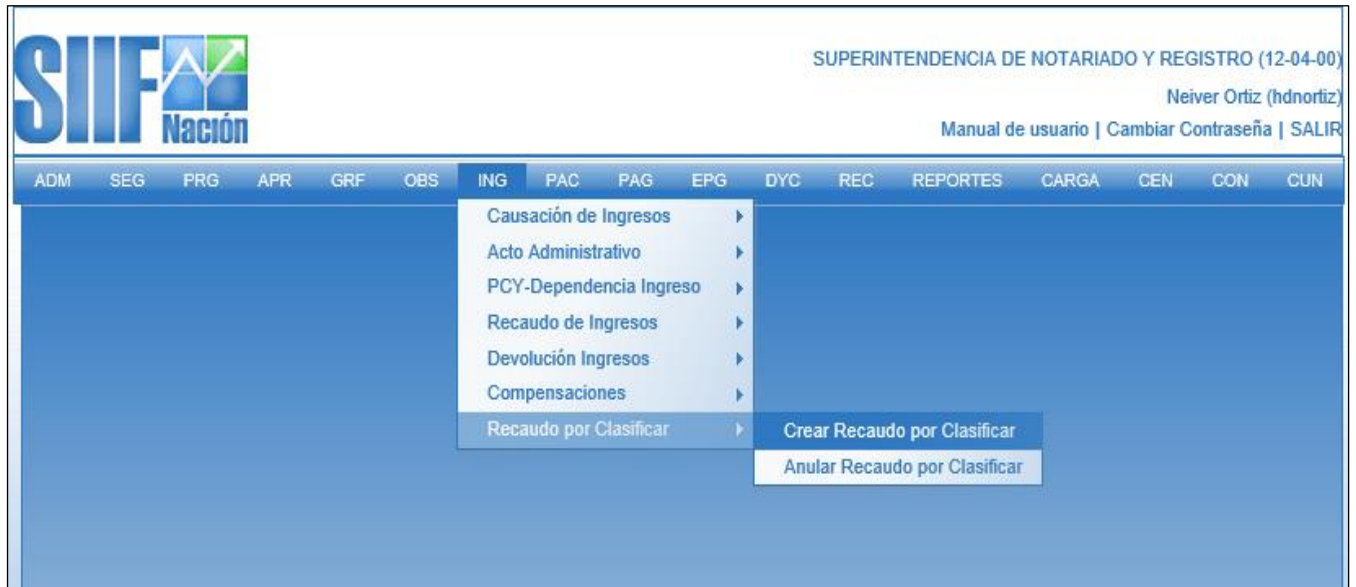 SIIF Nación
SUPERINTENDENCIA DE NOTARIADO Y REGISTRO (12-04-00)
Neiver Ortiz (hdnortiz)
Manual de usuario | Cambiar Contraseña | SALIR
ADM SEG PRG APR GRF OBS ING PAC PAG EPG DYC REC REPORTES CARGA CEN CON CUN
Causación de Ingresos
Acto Administrativo
PCY-Dependencia Ingreso
Recaudo de Ingresos
Devolución Ingresos
Compensaciones
Recaudo por Clasificar
Crear Recaudo por Clasificar
Anular Recaudo por Clasificar